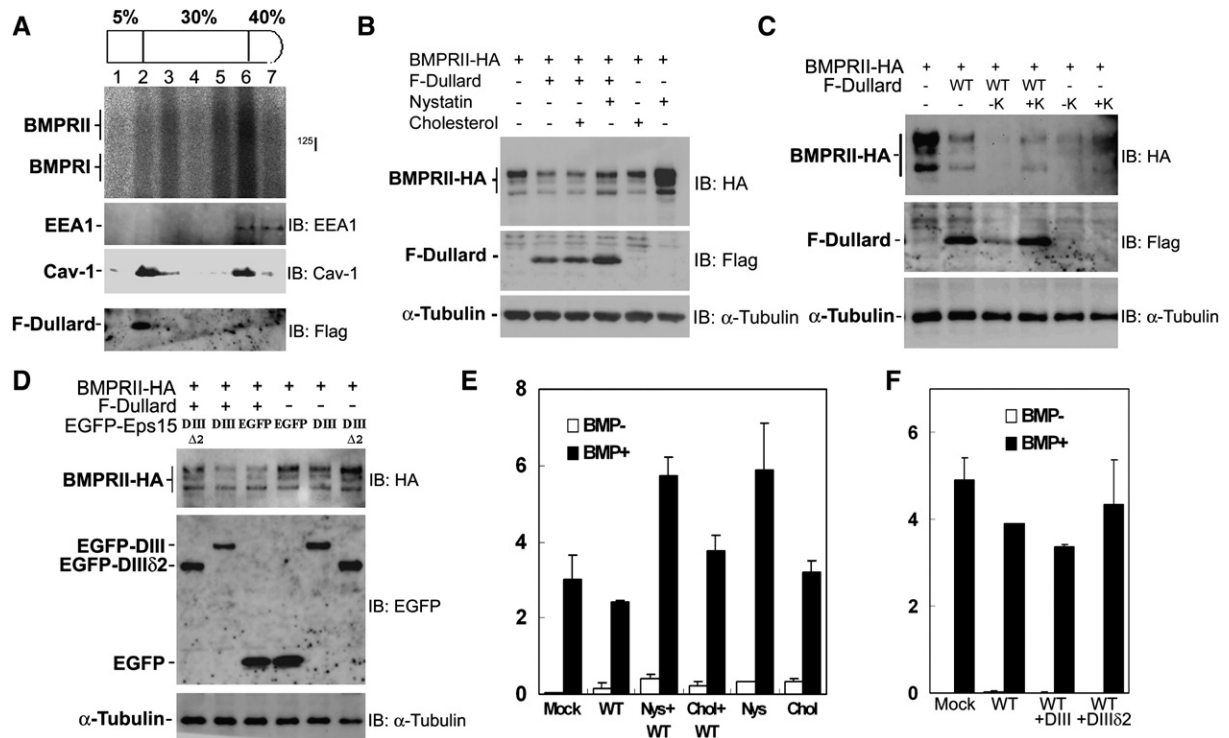 A
5% 30% 40%
1 2 3 4 5 6 7
BMPRII
125
BMPRI
EEA1 IB: EEA1
Cav-1 IB: Cav-1
F-Dullard IB: Flag
B
BMPRII-HA + + + + + +
F-Dullard - + + + - -
Nystatin - - - + - +
Cholesterol - - + - + -
BMPRII-HA IB: HA
F-Dullard IB: Flag
α-Tubulin IB: α-Tubulin
C
BMPRII-HA + + + + + +
F-Dullard - WT WT WT - -
- - -K +K -K +K
BMPRII-HA IB: HA
F-Dullard IB: Flag
α-Tubulin IB: α-Tubulin
D
BMPRII-HA + + + + + +
F-Dullard + + + - - -
EGFP-Eps15 DIII DIII EGFP EGFP DIII DIII
Δ2 Δ2
BMPRII-HA IB: HA
EGFP-DIII
EGFP-DIIIδ2
IB: EGFP
EGFP
α-Tubulin IB: α-Tubulin
E
8
6
4
2
0
BMP-
BMP+
Mock WT Nys+ Chol+ Nys Chol
WT WT
F
6
4
2
0
BMP-
BMP+
Mock WT WT WT
+DIII +DIIIδ2